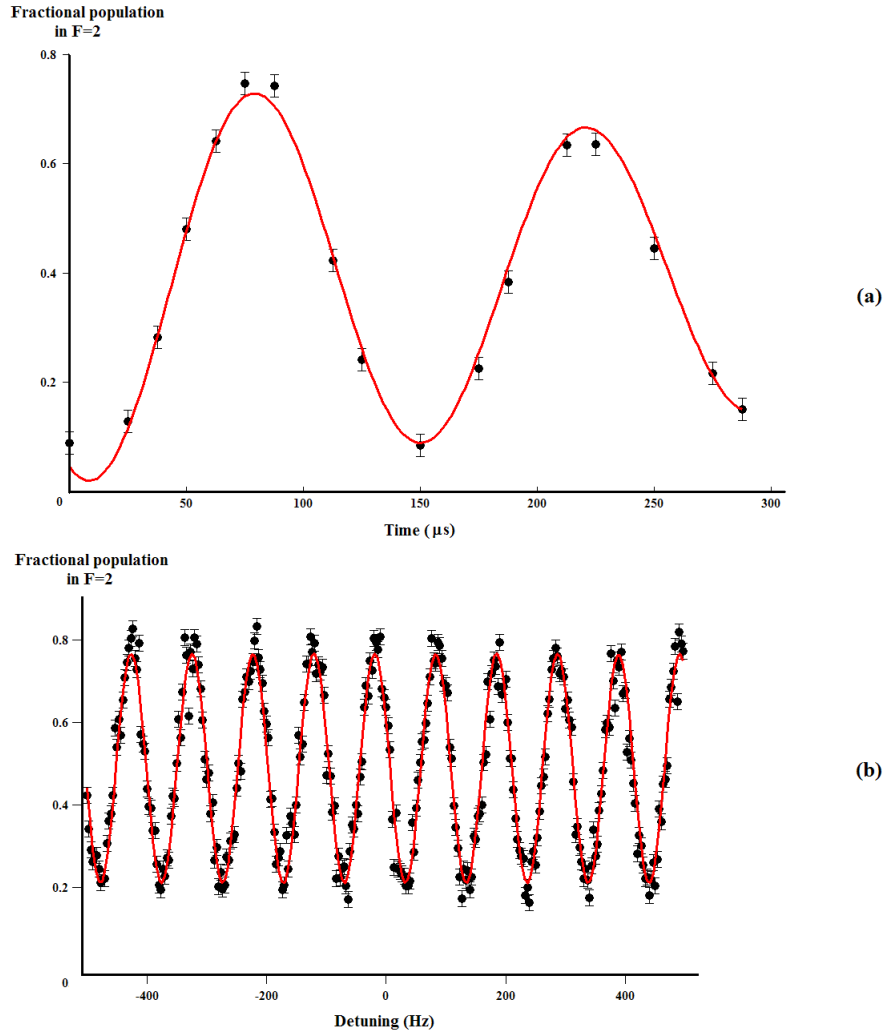 Fractional population
in F=2
0.8
0.6
0.4
0.2
0
50
100
150
200
250
300
Time ( μs)
(a)
Fractional population
in F=2
0.8
0.6
0.4
0.2
0
-400
-200
0
200
400
Detuning (Hz)
(b)